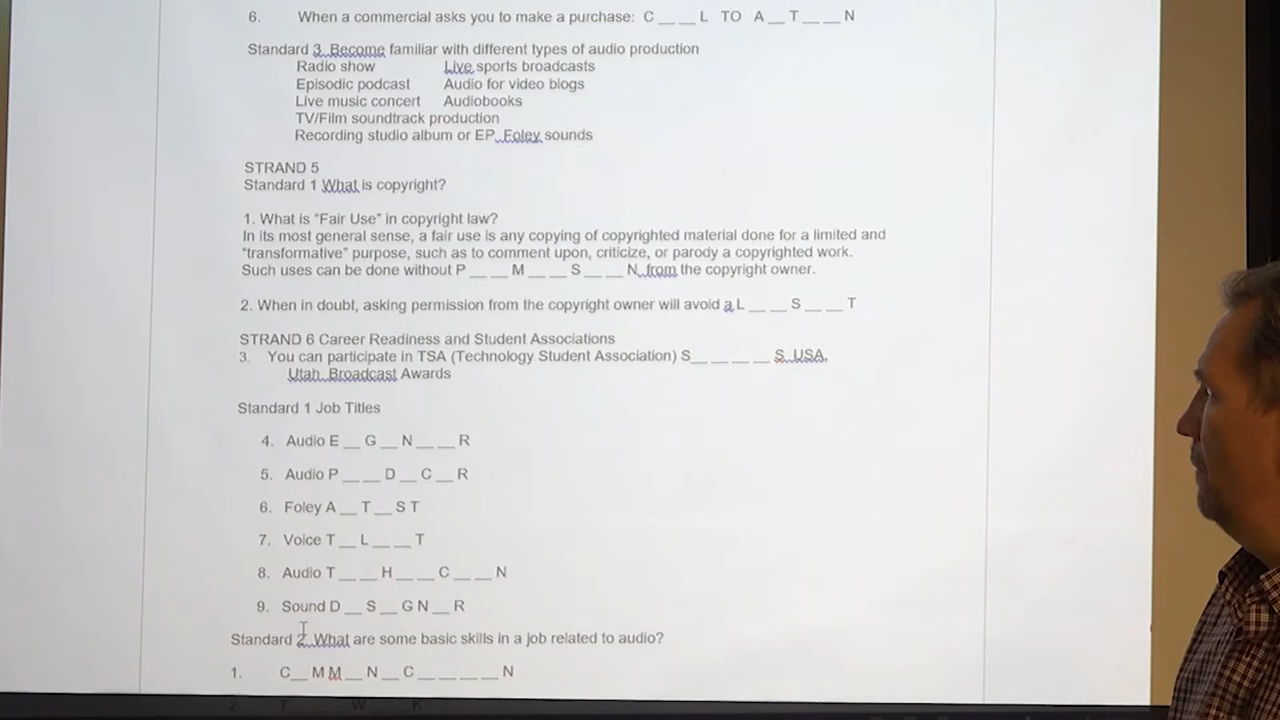 6. When a commercial asks you to make a purchase: C __ __ L TO A __ T __ __ N
Standard 3 Become familiar with different types of audio production
Radio show Live sports broadcasts
Episodic podcast Audio for video blogs
Live music concert Audiobooks
TV/Film soundtrack production
Recording studio album or EP Foley sounds
STRAND 5
Standard 1 What is copyright?
1. What is "Fair Use" in copyright law?
In its most general sense, a fair use is any copying of copyrighted material done for a limited and
"transformative" purpose, such as to comment upon, criticize, or parody a copyrighted work.
Such uses can be done without P __ __ M __ __ S __ __ N from the copyright owner.
2. When in doubt, asking permission from the copyright owner will avoid a L __ __ S __ __ T
STRAND 6 Career Readiness and Student Associations
3. You can participate in TSA (Technology Student Association) S__ __ __ __ S USA,
Utah Broadcast Awards
Standard 1 Job Titles
4. Audio E __ G __ N __ __ R
5. Audio P __ __ D __ C __ R
6. Foley A __ T __ S T
7. Voice T __ L __ __ T
8. Audio T __ __ H __ __ C __ __ N
9. Sound D __ S __ G N __ R
Standard 2 What are some basic skills in a job related to audio?
1. C__ M M __ N __ C __ __ __ __ N
2. T W K